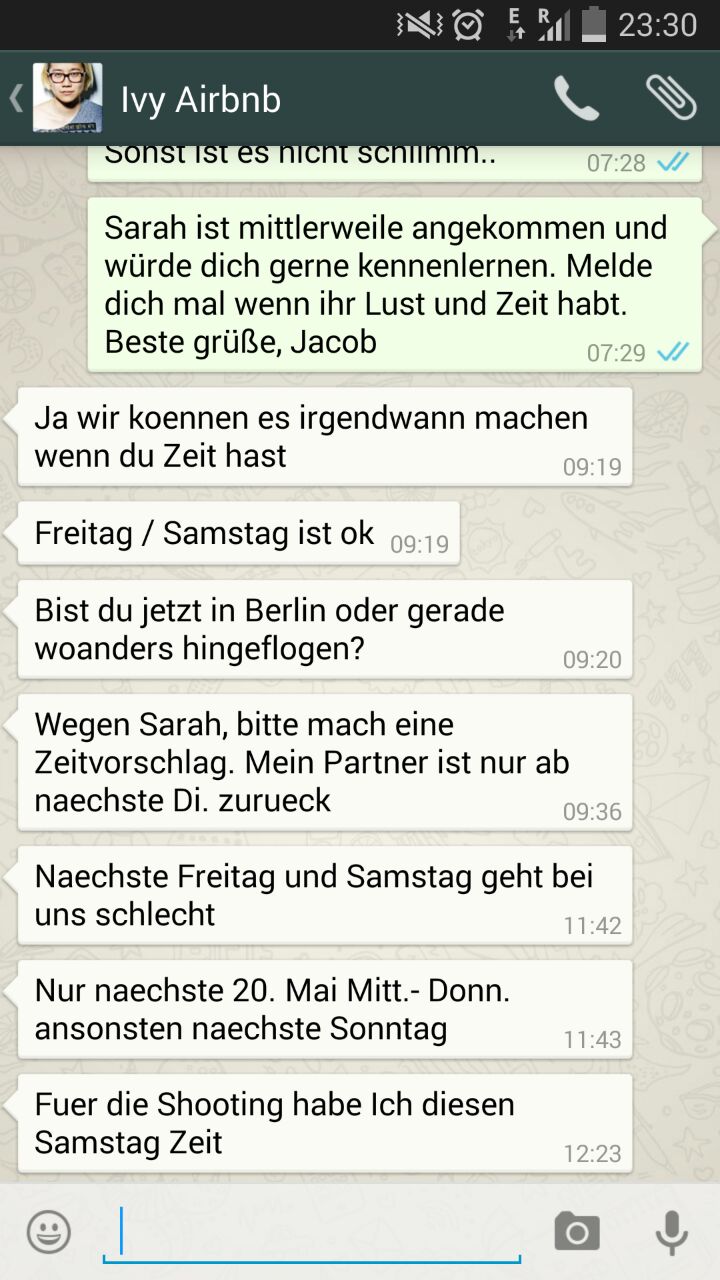 E R 23:30
Ivy Airbnb
Sonst ist es nicht schlimm..
07:28
Sarah ist mittlerweile angekommen und
würde dich gerne kennenlernen. Melde
dich mal wenn ihr Lust und Zeit habt.
Beste grüße, Jacob
07:29
Ja wir koennen es irgendwann machen
wenn du Zeit hast
09:19
Freitag / Samstag ist ok 09:19
Bist du jetzt in Berlin oder gerade
woanders hingeflogen?
09:20
Wegen Sarah, bitte mach eine
Zeitvorschlag. Mein Partner ist nur ab
naechste Di. zurueck
09:36
Naechste Freitag und Samstag geht bei
uns schlecht
11:42
Nur naechste 20. Mai Mitt.- Donn.
ansonsten naechste Sonntag
11:43
Fuer die Shooting habe Ich diesen
Samstag Zeit
12:23